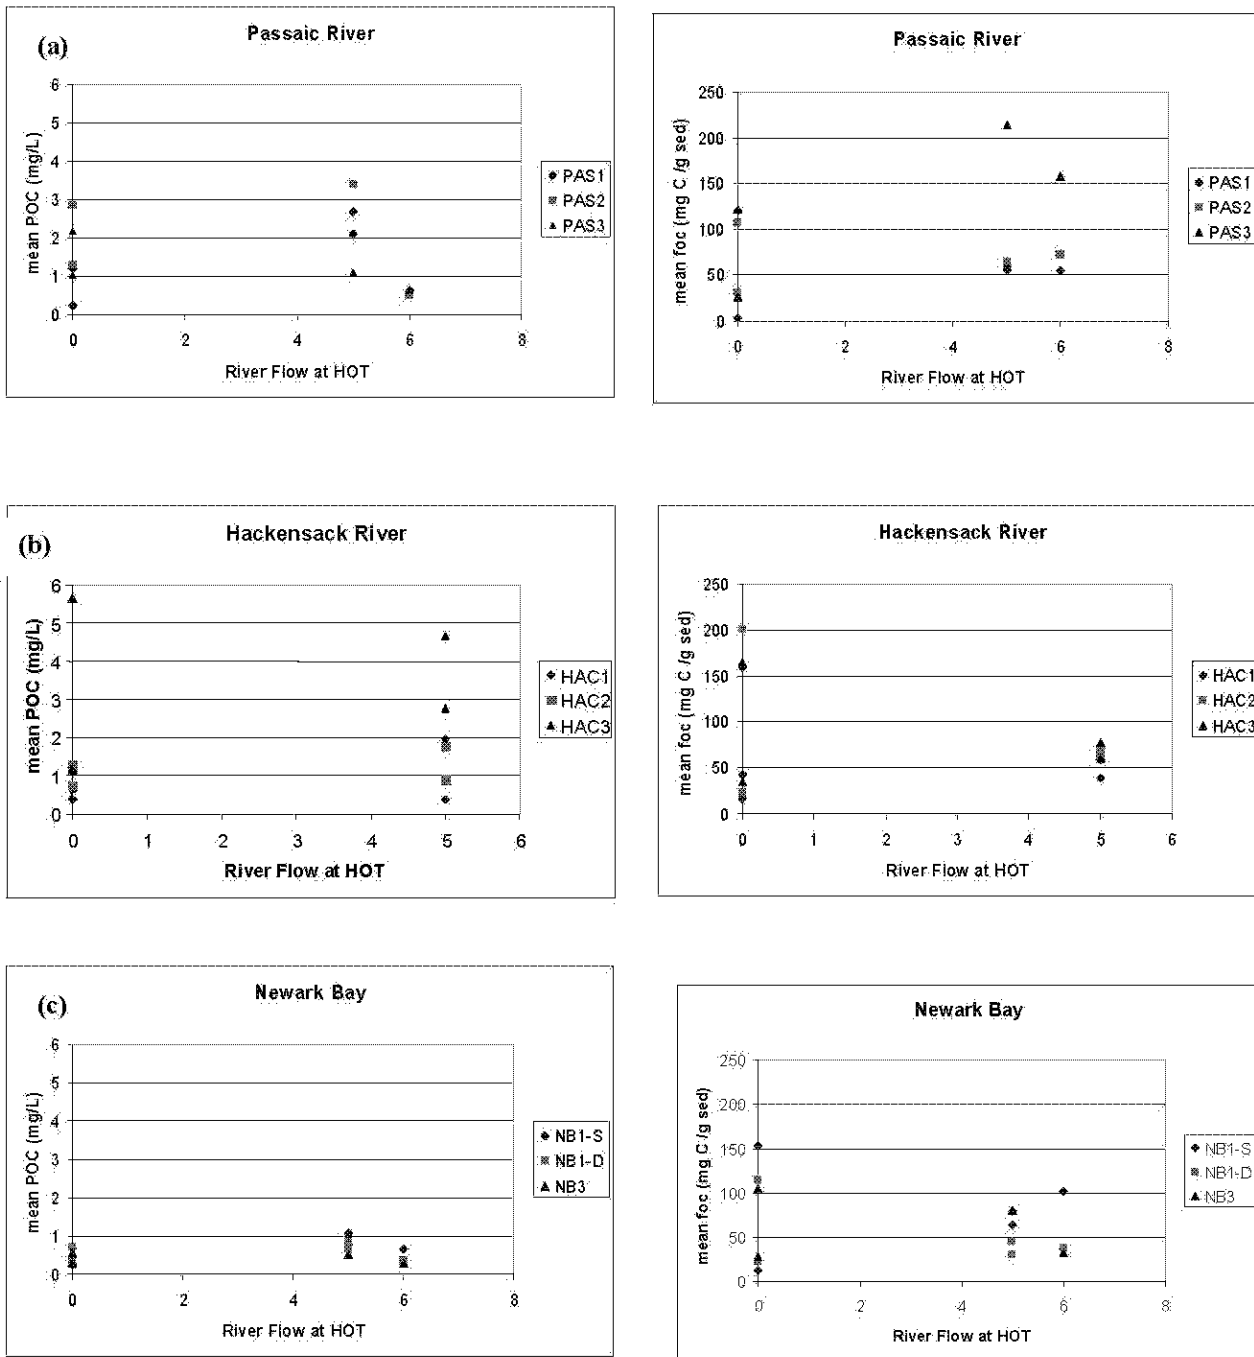 (a)
Passaic River
mean POC (mg/L)
6
5
4
3
2
1
0
0 2 4 6 8
River Flow at HOT
PAS1
PAS2
PAS3
Passaic River
mean foc (mg C /g sed)
250
200
150
100
50
0
0 2 4 6 8
River Flow at HOT
PAS1
PAS2
PAS3
(b)
Hackensack River
mean POC (mg/L)
6
5
4
3
2
1
0
0 1 2 3 4 5 6
River Flow at HOT
HAC1
HAC2
HAC3
Hackensack River
mean foc (mg C /g sed)
250
200
150
100
50
0
0 1 2 3 4 5 6
River Flow at HOT
HAC1
HAC2
HAC3
(c)
Newark Bay
mean POC (mg/L)
6
5
4
3
2
1
0
0 2 4 6 8
River Flow at HOT
NB1-S
NB1-D
NB3
Newark Bay
mean foc (mg C /g sed)
250
200
150
100
50
0
0 2 4 6 8
River Flow at HOT
NB1-S
NB1-D
NB3